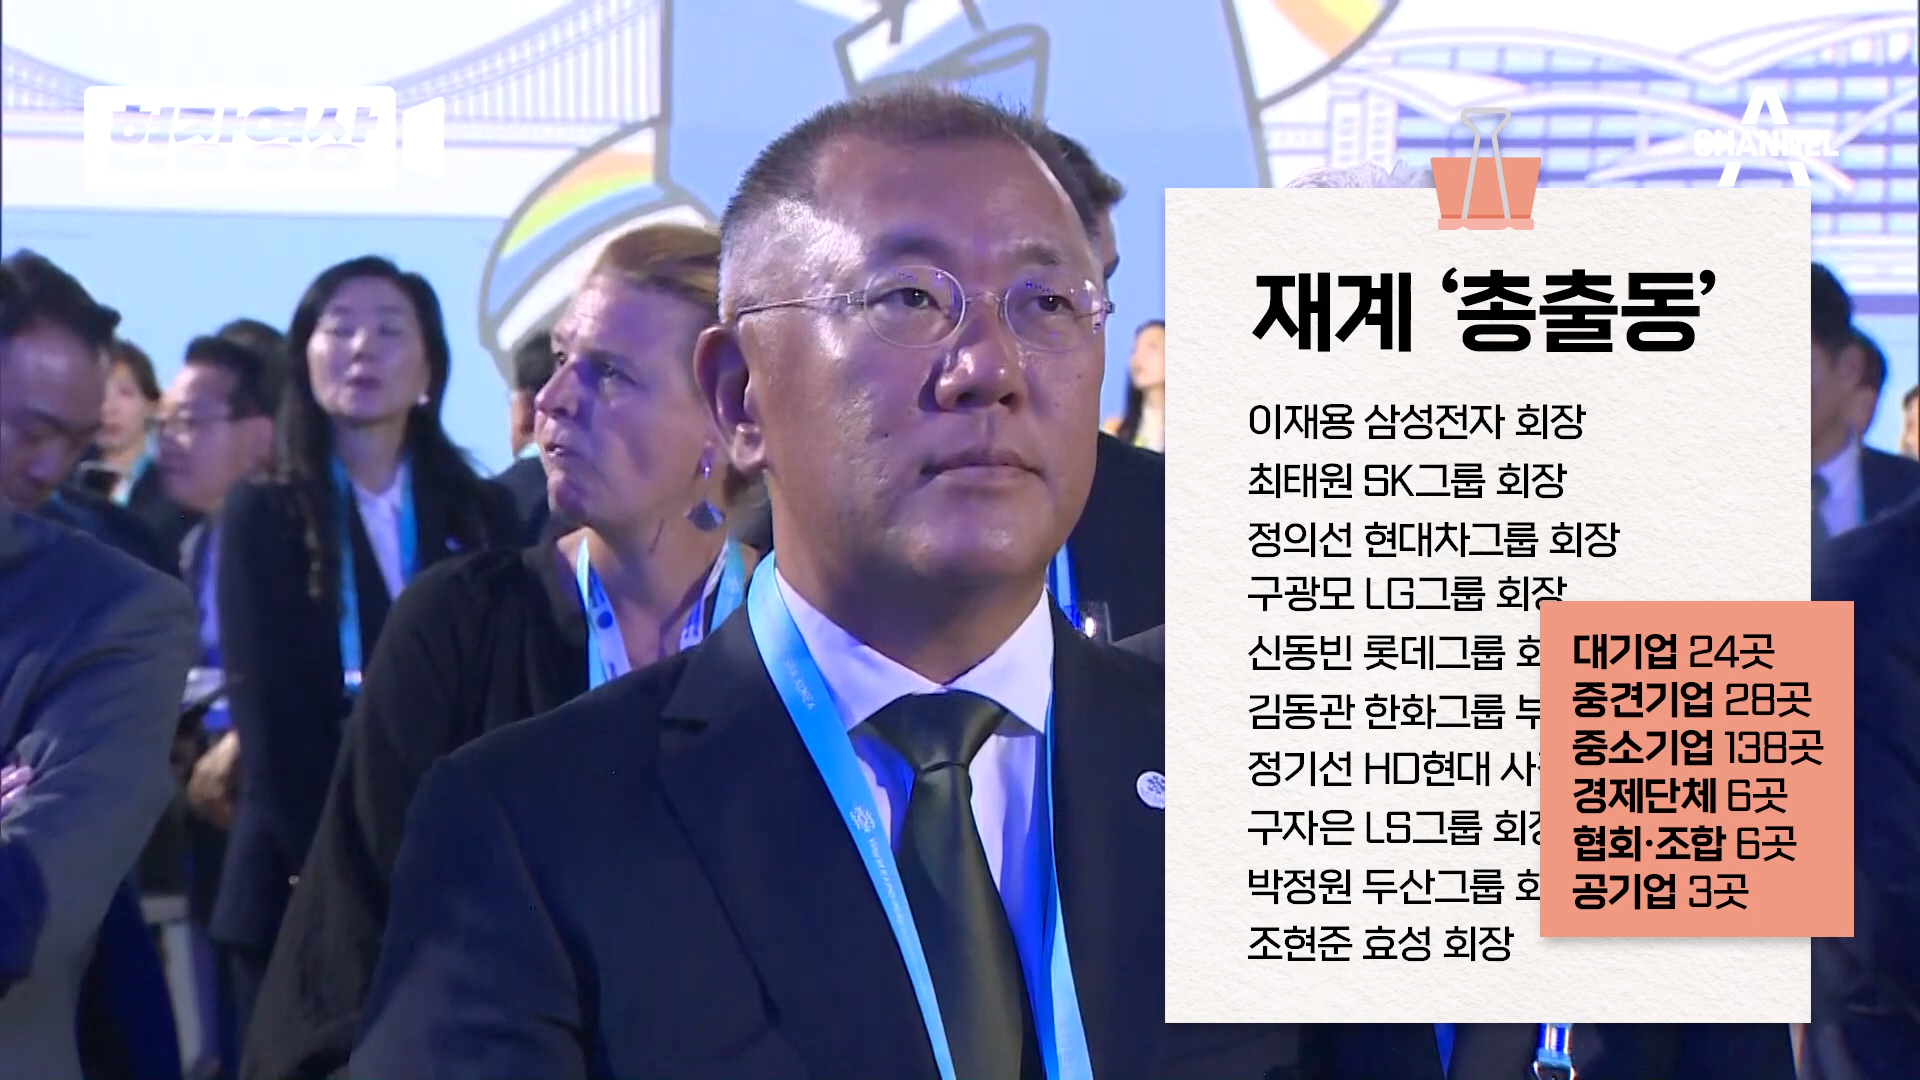 현장영상
CHANNEL A
재계 ‘총출동’
이재용 삼성전자 회장
최태원 SK그룹 회장
정의선 현대차그룹 회장
구광모 LG그룹 회장
신동빈 롯데그룹 회
김동관 한화그룹 부
정기선 HD현대 사
구자은 LS그룹 회장
박정원 두산그룹 회
조현준 효성 회장
대기업 24곳
중견기업 28곳
중소기업 138곳
경제단체 6곳
협회·조합 6곳
공기업 3곳